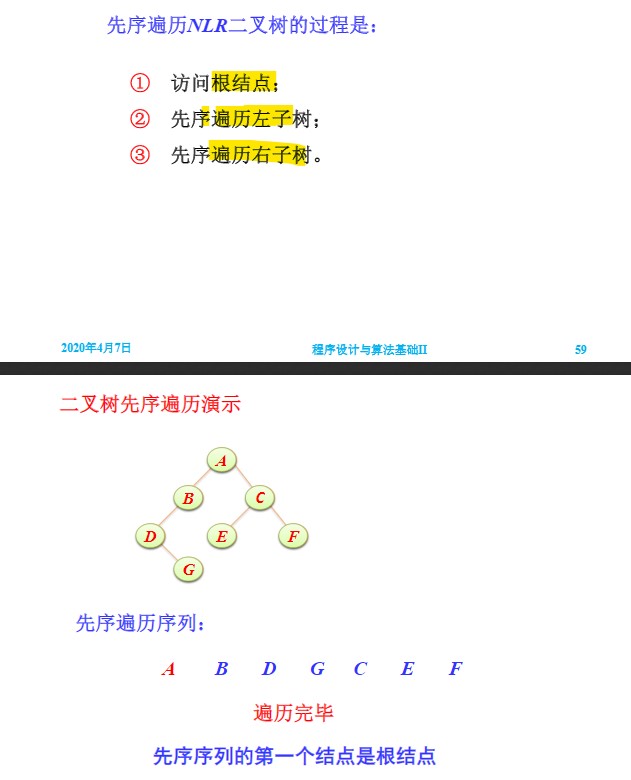 先序遍历NLR二叉树的过程是：
① 访问根结点；
② 先序遍历左子树；
③ 先序遍历右子树。
2020年4月7日 程序设计与算法基础II 59
二叉树先序遍历演示
A
B C
D E F
G
先序遍历序列：
A B D G C E F
遍历完毕
先序序列的第一个结点是根结点